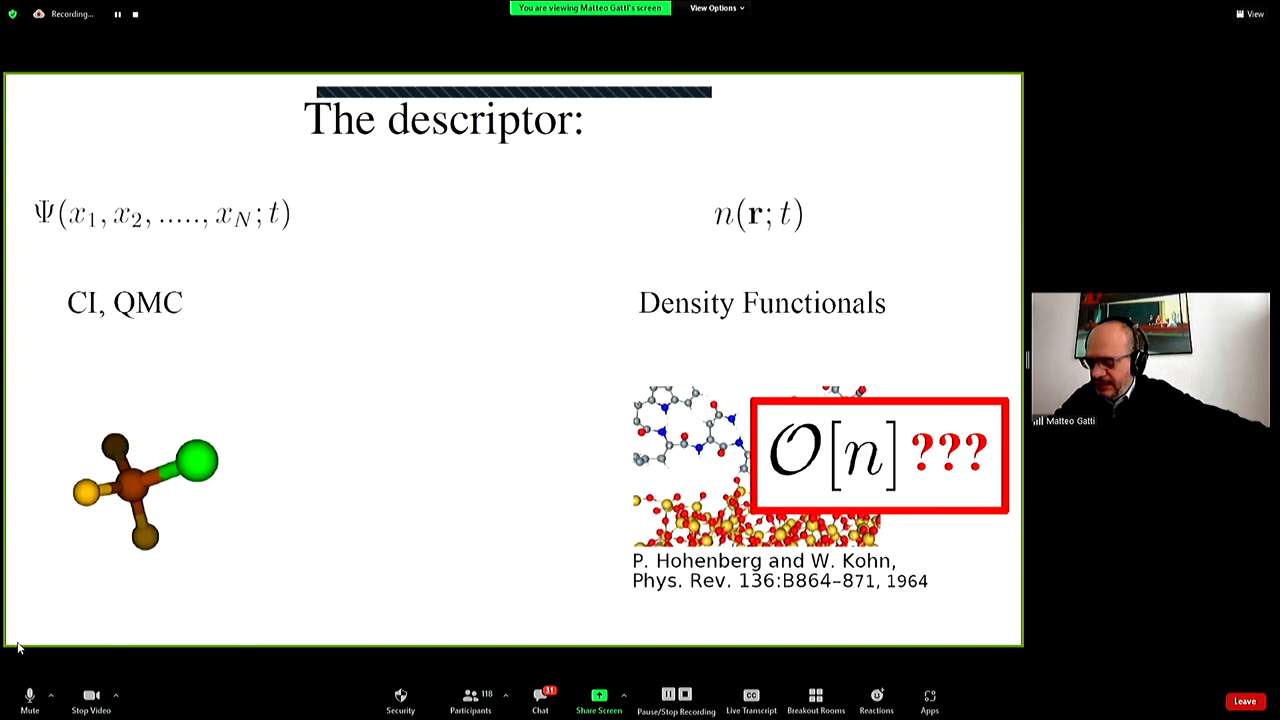 Recording...
You are viewing Matteo Gatti's screen
View Options
View
The descriptor:
Ψ(x₁, x₂, ....., x_N; t)
n(r; t)
CI, QMC
Density Functionals
O[n] ???
P. Hohenberg and W. Kohn,
Phys. Rev. 136:B864–871, 1964
Matteo Gatti
Mute
Stop Video
Security
118
Participants
31
Chat
Share Screen
Pause/Stop Recording
CC
Live Transcript
Breakout Rooms
Reactions
Apps
Leave